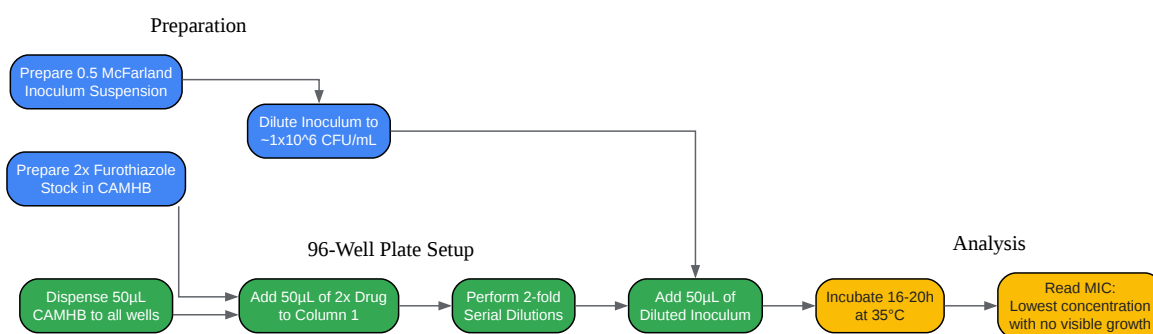 Preparation
Prepare 0.5 McFarland
Inoculum Suspension
Dilute Inoculum to
~1x10^6 CFU/mL
Prepare 2x Furothiazole
Stock in CAMHB
96-Well Plate Setup
Analysis
Dispense 50µL
CAMHB to all wells
Add 50µL of 2x Drug
to Column 1
Perform 2-fold
Serial Dilutions
Add 50µL of
Diluted Inoculum
Incubate 16-20h
at 35°C
Read MIC:
Lowest concentration
with no visible growth